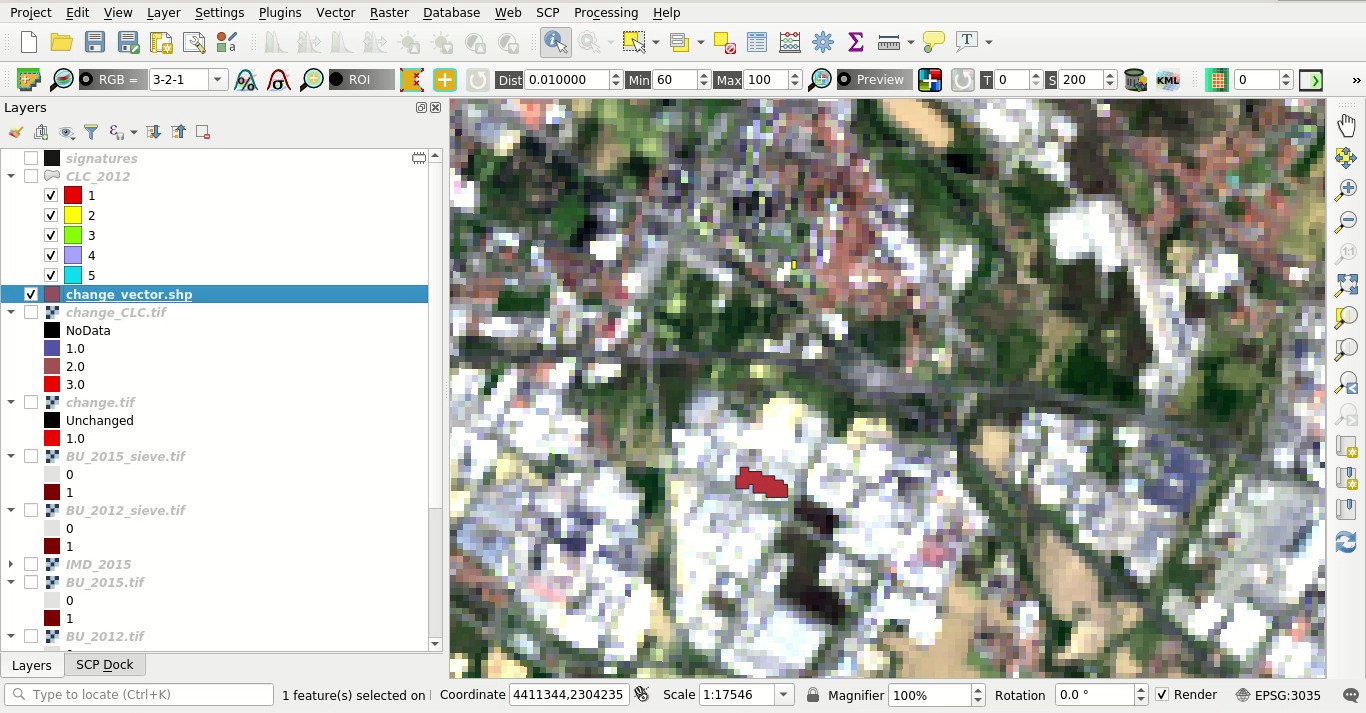 Project Edit View Layer Settings Plugins Vector Raster Database Web SCP Processing Help
RGB = 3-2-1 ROI Dist 0.010000 Min 60 Max 100 Preview T 0 S 200 KML 0 »
Layers
signatures
CLC_2012
1
2
3
4
5
change_vector.shp
change_CLC.tif
NoData
1.0
2.0
3.0
change.tif
Unchanged
1.0
BU_2015_sieve.tif
0
1
BU_2012_sieve.tif
0
1
IMD_2015
BU_2015.tif
0
1
BU_2012.tif
Layers SCP Dock
Type to locate (Ctrl+K) 1 feature(s) selected on Coordinate 4411344,2304235 Scale 1:17546 Magnifier 100% Rotation 0.0 ° Render EPSG:3035